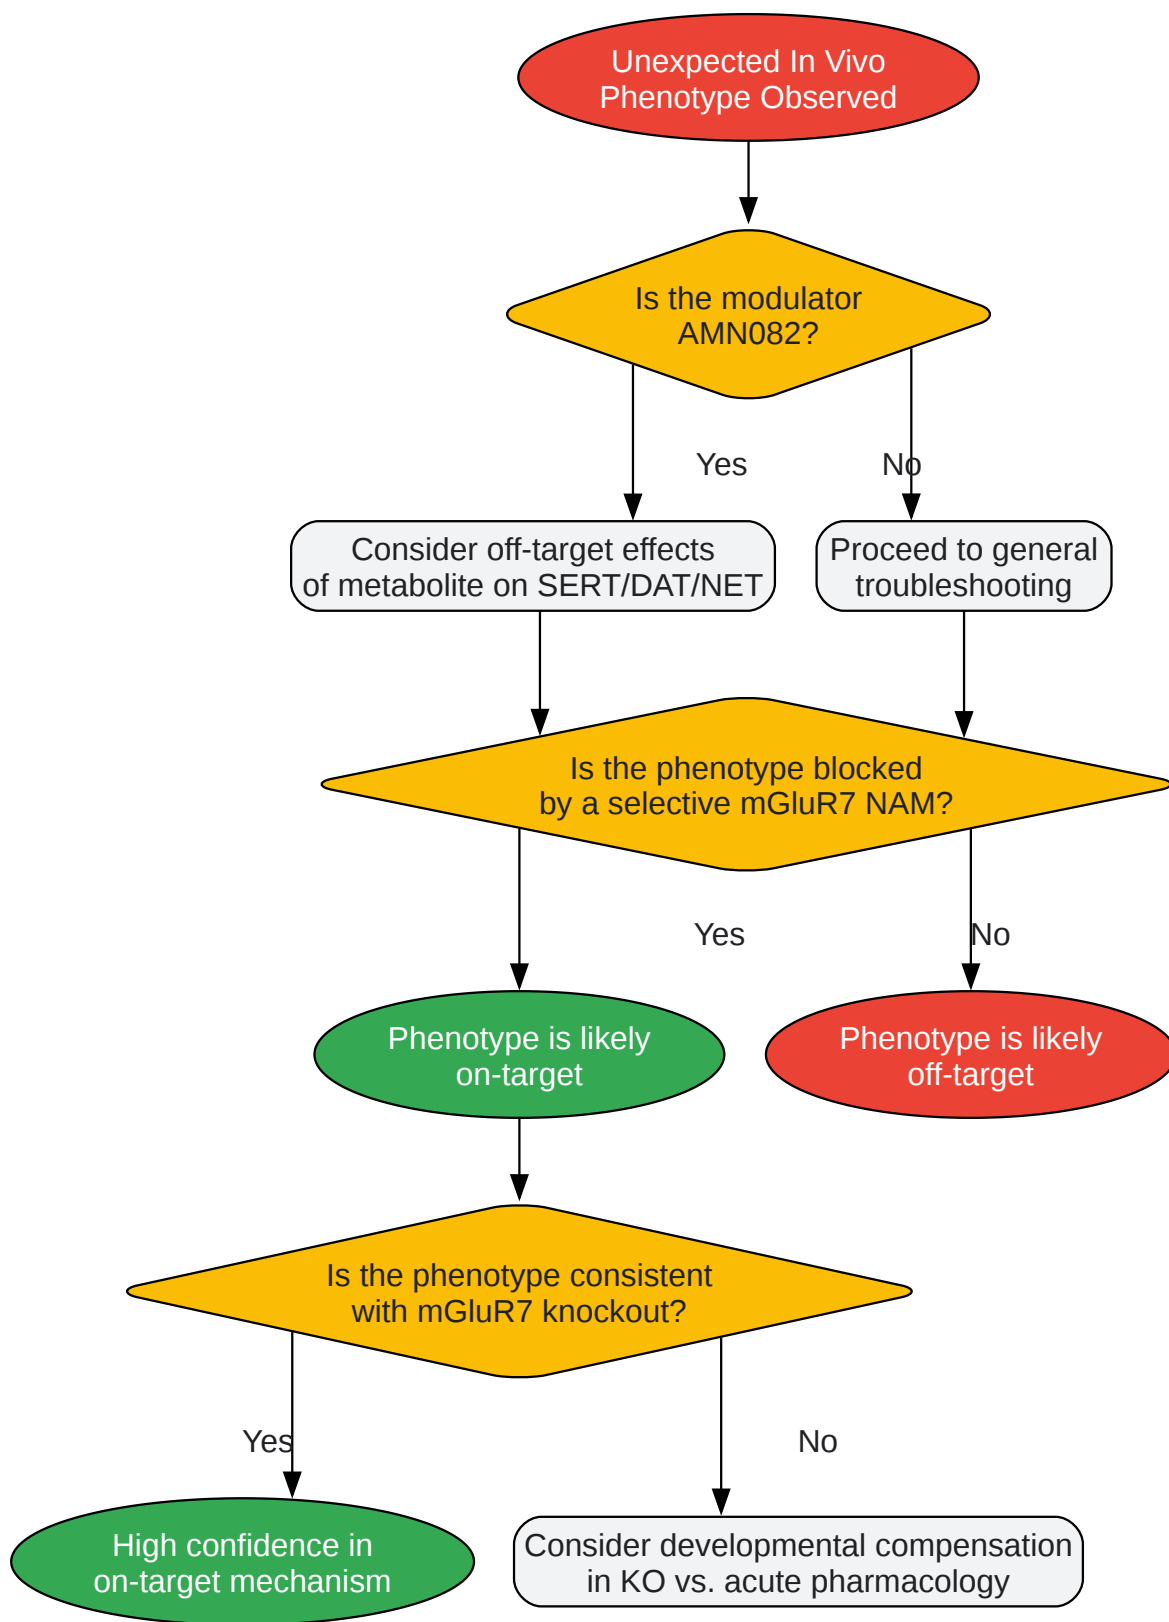 Unexpected In Vivo
Phenotype Observed
Is the modulator
AMN082?
Yes
No
Consider off-target effects
of metabolite on SERT/DAT/NET
Proceed to general
troubleshooting
Is the phenotype blocked
by a selective mGluR7 NAM?
Yes
No
Phenotype is likely
on-target
Phenotype is likely
off-target
Is the phenotype consistent
with mGluR7 knockout?
Yes
No
High confidence in
on-target mechanism
Consider developmental compensation
in KO vs. acute pharmacology